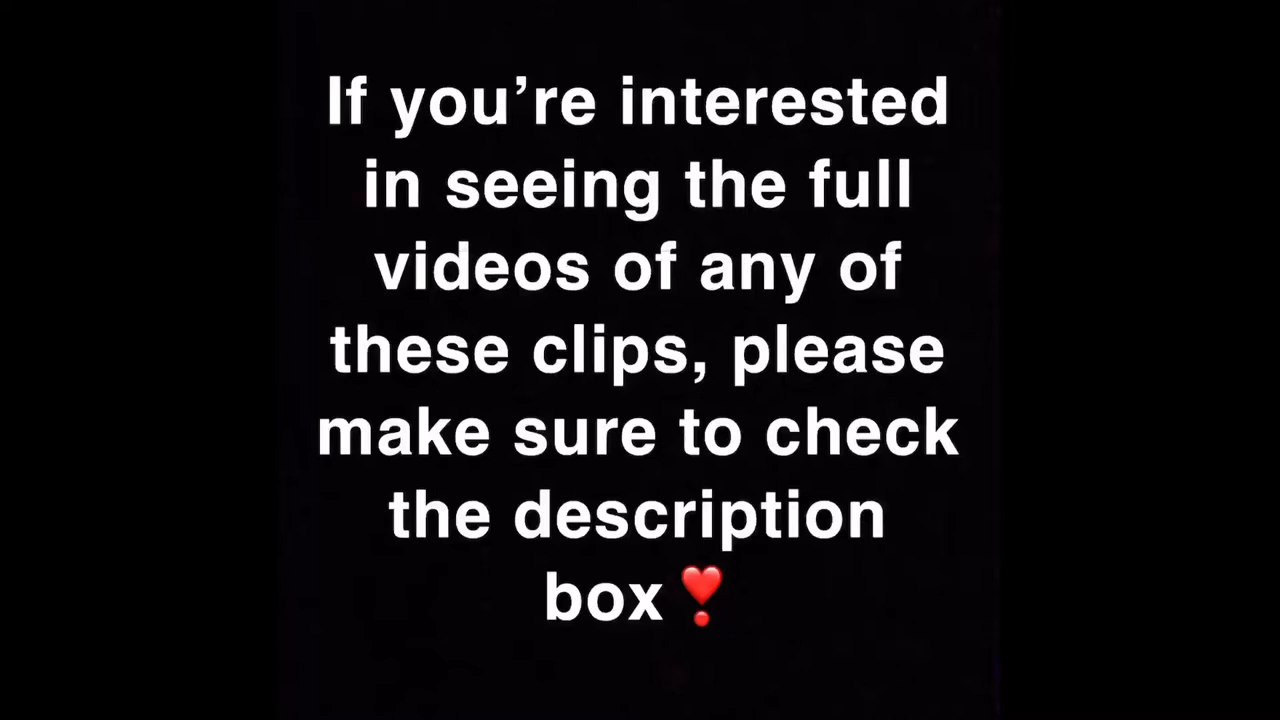 If you’re interested
in seeing the full
videos of any of
these clips, please
make sure to check
the description
box❣️